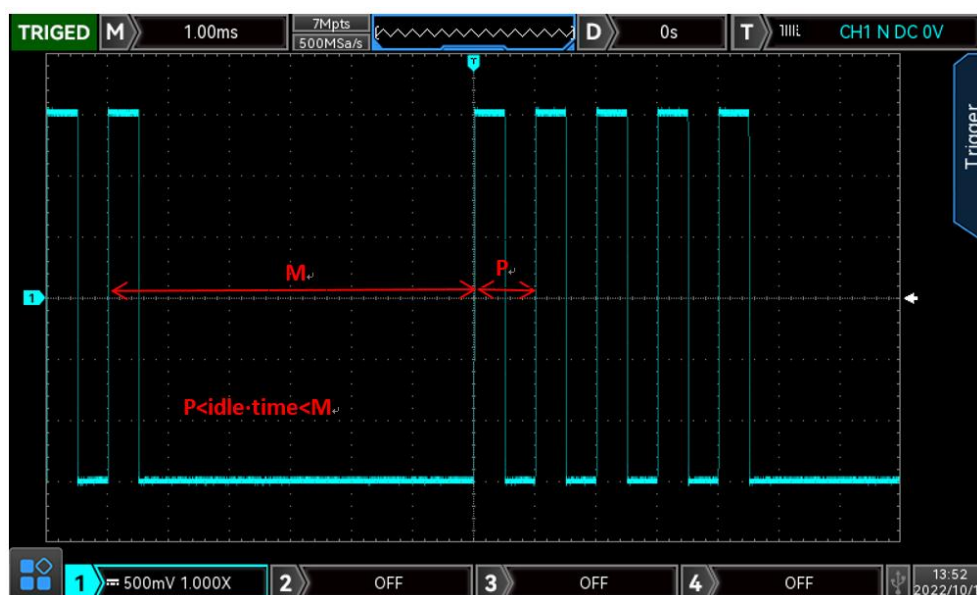 TRIGED M 1.00ms 7Mpts D 0s T CH1 N DC 0V
500MSa/s
T
Trigger
M
P
1
P<idle·time<M
1 500mV 1.000X 2 OFF 3 OFF 4 OFF 13:52